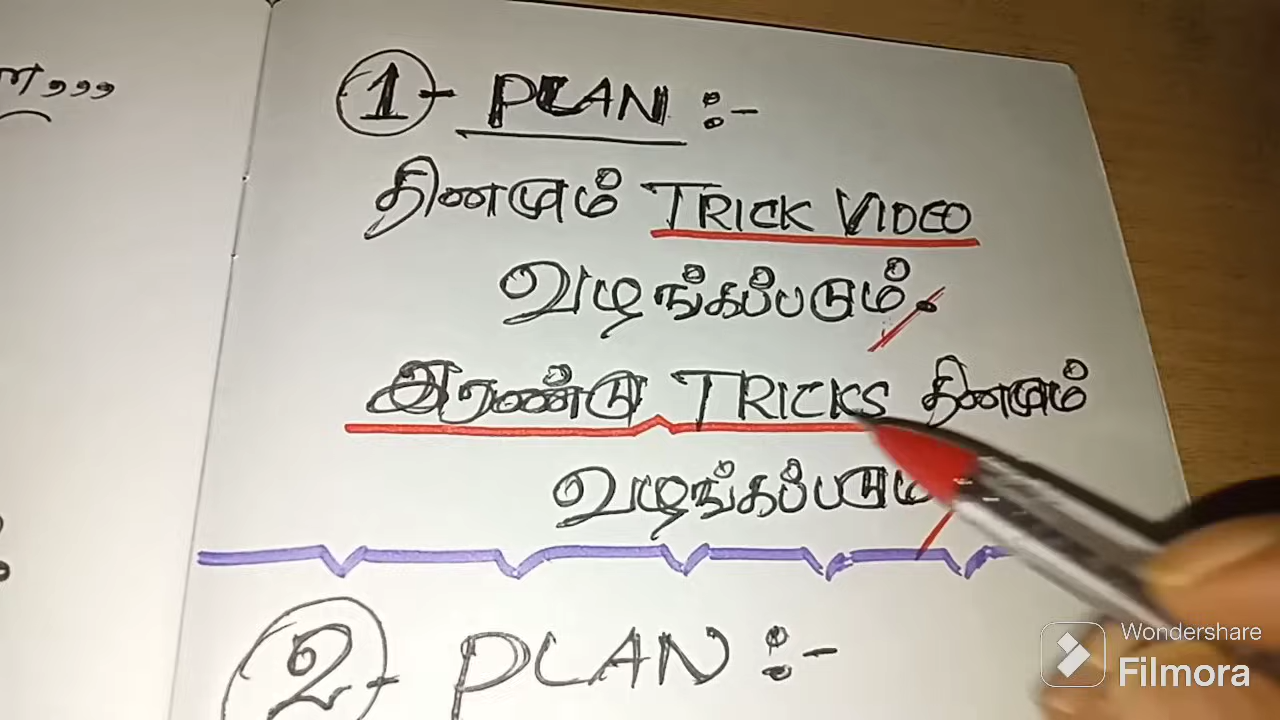 1 - PLAN :-
தினமும் TRICK VIDEO
வழங்கப்படும்.
இரண்டு TRICKS தினமும்
வழங்கப்படும்
2 - PLAN :-
Wondershare
Filmora